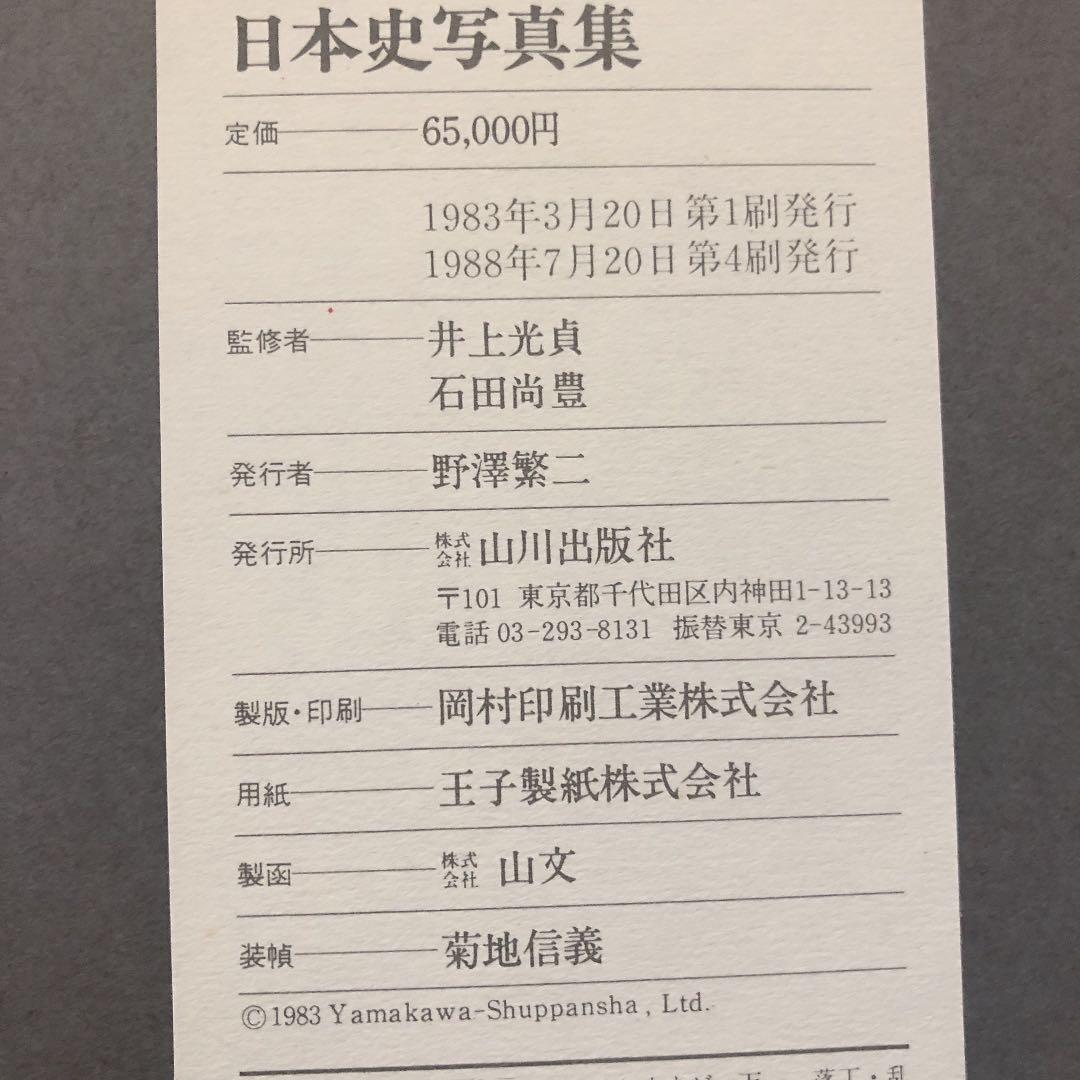 日本史写真集
定価 65,000円
1983年3月20日 第1刷発行
1988年7月20日 第4刷発行
監修者 井上光貞
石田尚豊
発行者 野澤繁二
発行所 株式会社 山川出版社
〒101 東京都千代田区内神田1-13-13
電話 03-293-8131 振替東京 2-43993
製版・印刷 岡村印刷工業株式会社
用紙 王子製紙株式会社
製函 株式会社 山文
装幀 菊地信義
©1983 Yamakawa-Shuppansha, Ltd.
落丁・乱